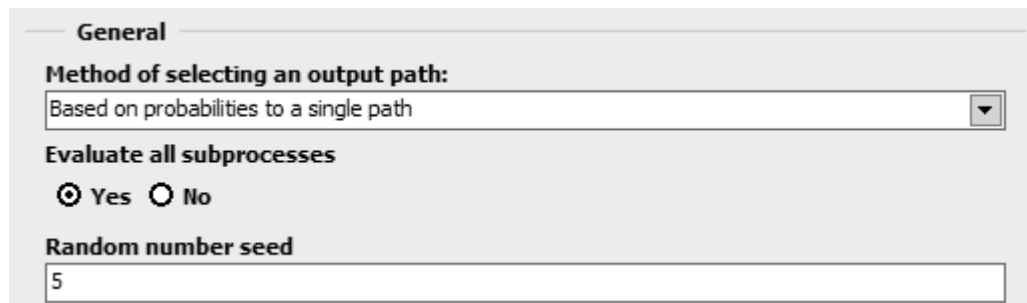 General
Method of selecting an output path:
Based on probabilities to a single path
Evaluate all subprocesses
Yes No
Random number seed
5